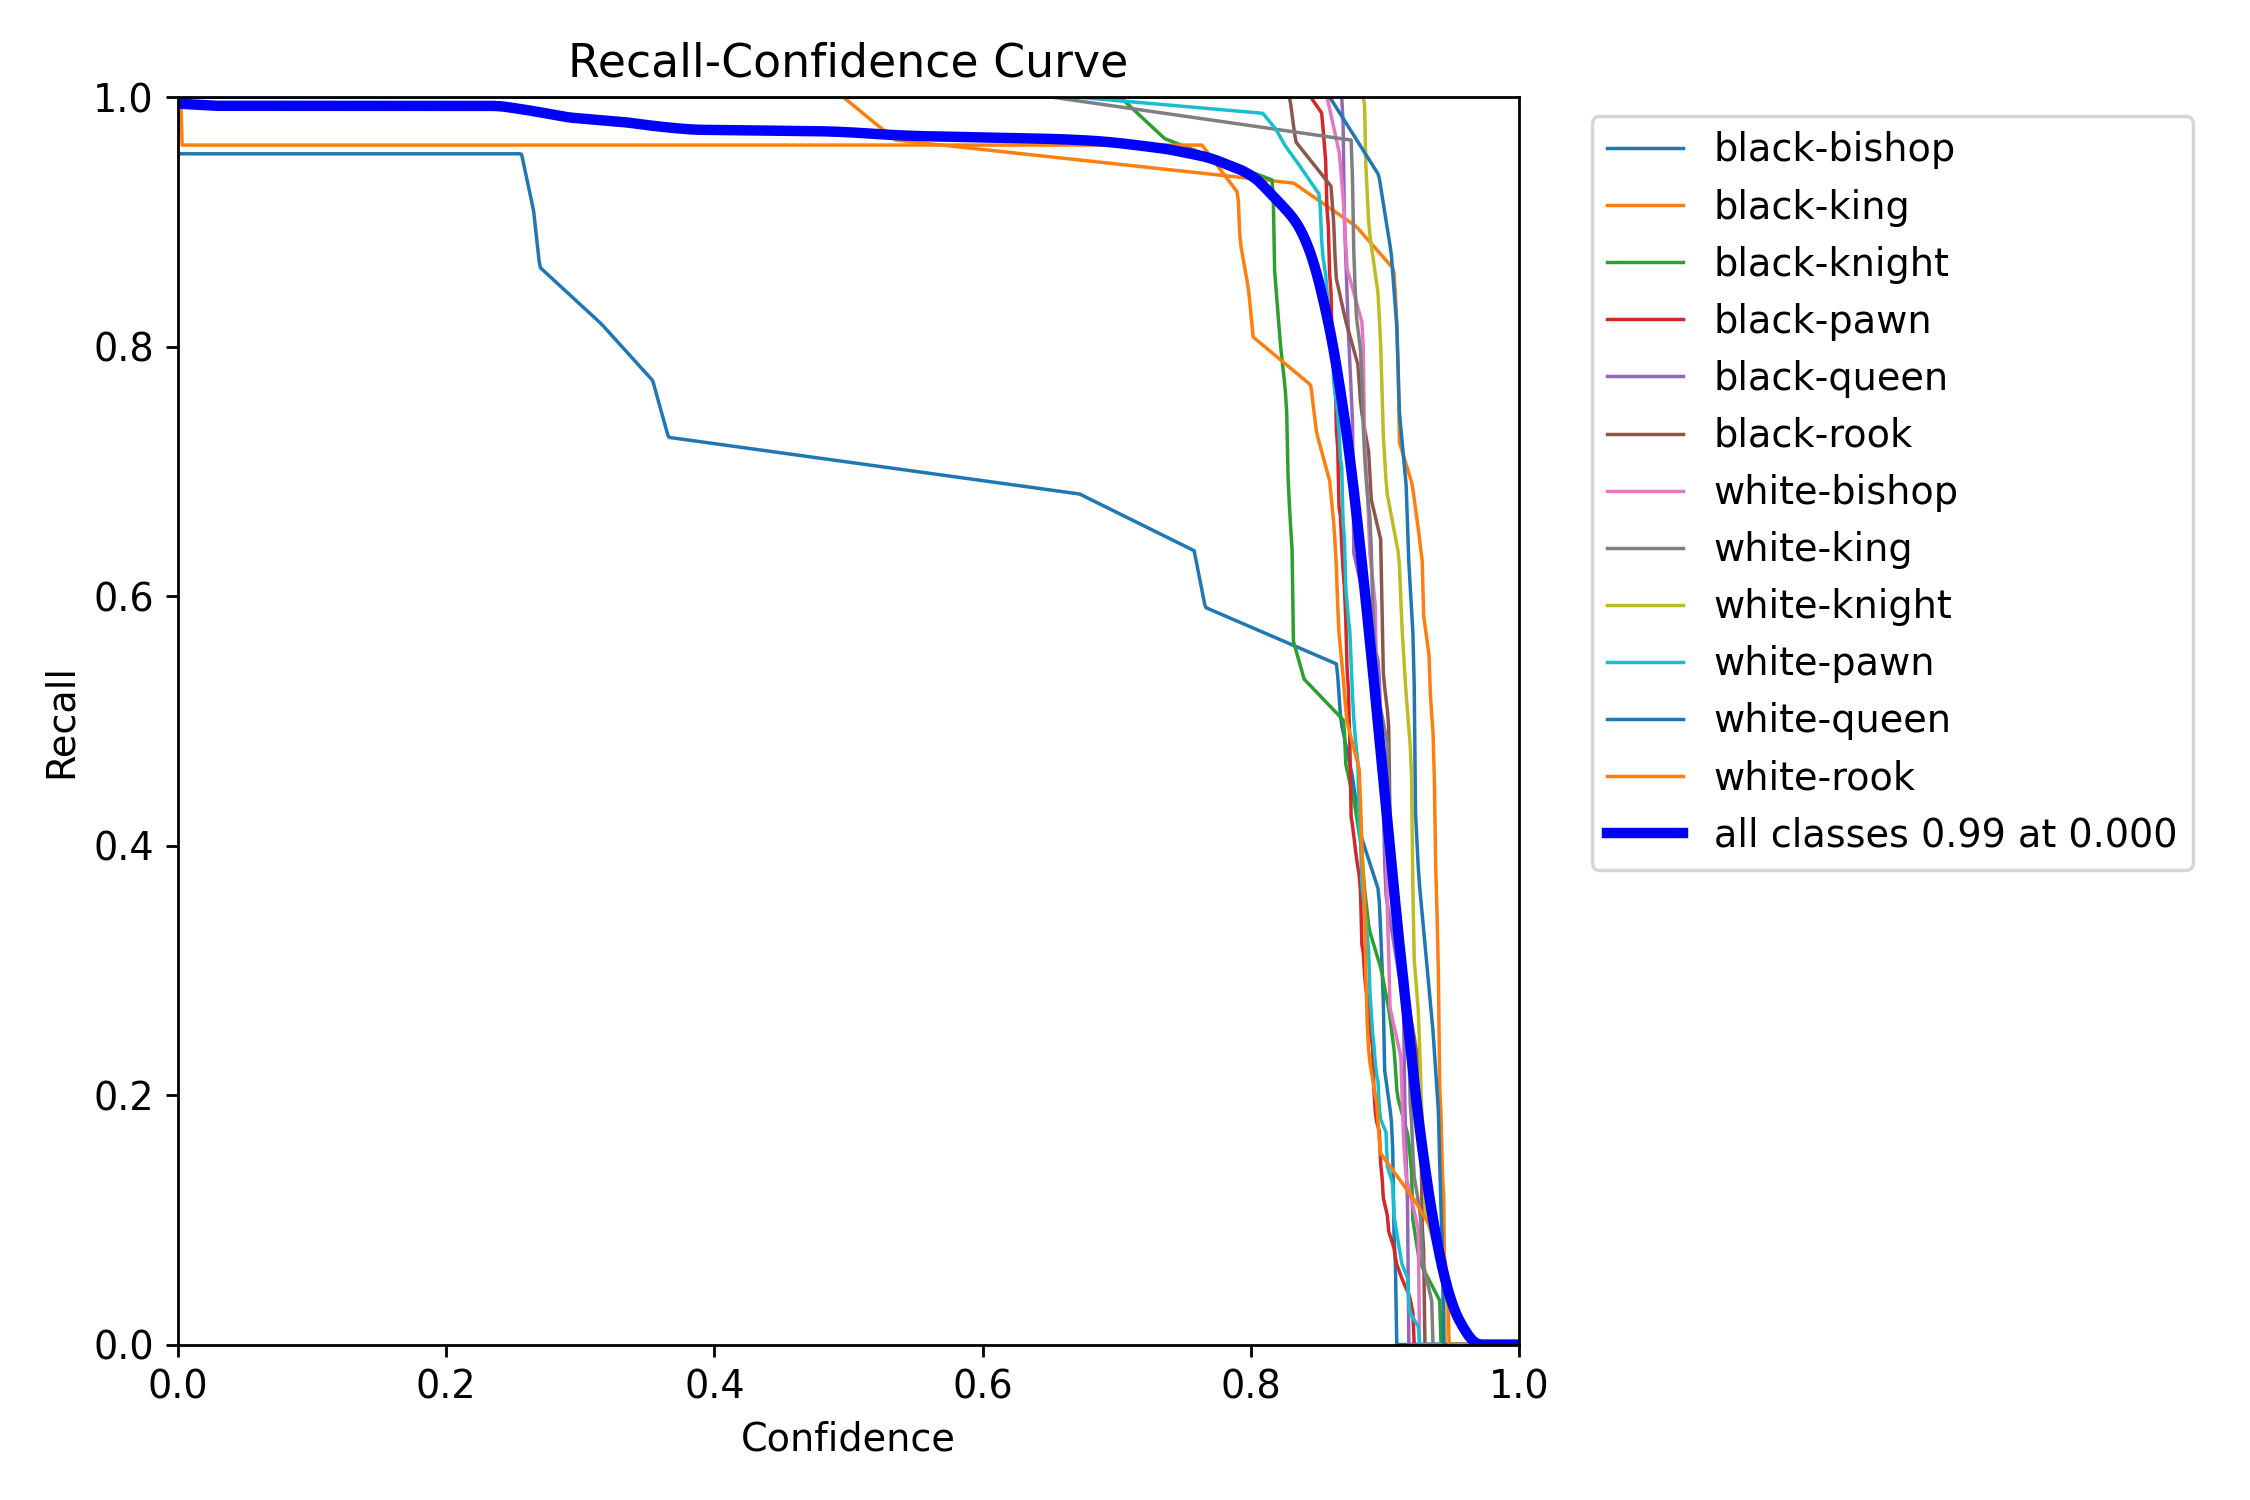 Recall-Confidence Curve
1.0
0.8
0.6
0.4
0.2
0.0
Recall
0.0 0.2 0.4 0.6 0.8 1.0
Confidence
black-bishop
black-king
black-knight
black-pawn
black-queen
black-rook
white-bishop
white-king
white-knight
white-pawn
white-queen
white-rook
all classes 0.99 at 0.000